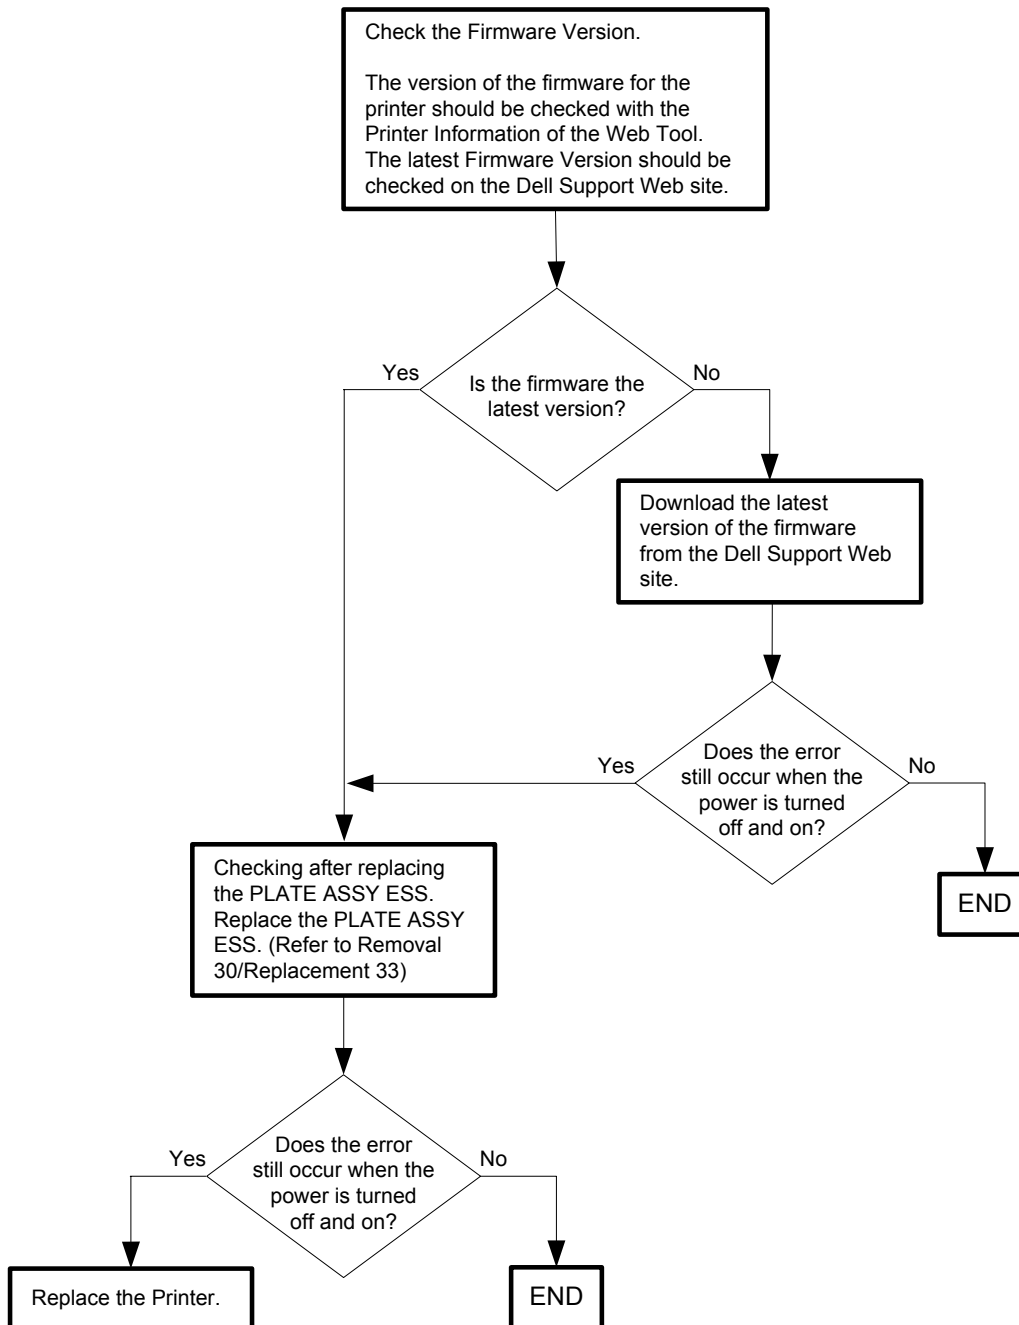 Check the Firmware Version.
The version of the firmware for the
printer should be checked with the
Printer Information of the Web Tool.
The latest Firmware Version should be
checked on the Dell Support Web site.
Yes
No
Is the firmware the
latest version?
Download the latest
version of the firmware
from the Dell Support Web
site.
Yes
No
Does the error
still occur when the
power is turned
off and on?
Checking after replacing
the PLATE ASSY ESS.
Replace the PLATE ASSY
ESS. (Refer to Removal
30/Replacement 33)
END
Yes
No
Does the error
still occur when the
power is turned
off and on?
Replace the Printer.
END